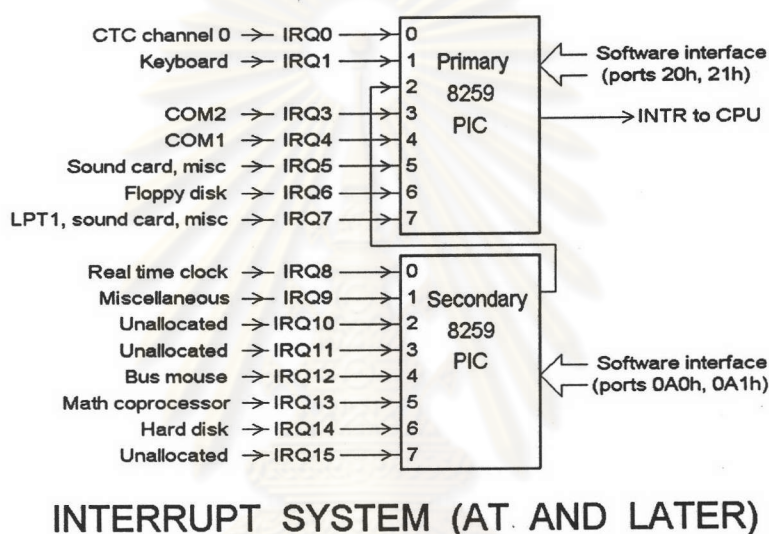 CTC channel 0 IRQ0 0
Keyboard IRQ1 1
2
COM2 IRQ3 3
COM1 IRQ4 4
Sound card, misc IRQ5 5
Floppy disk IRQ6 6
LPT1, sound card, misc IRQ7 7
Primary
8259
PIC
Software interface
(ports 20h, 21h)
INTR to CPU
Real time clock IRQ8 0
Miscellaneous IRQ9 1
Unallocated IRQ10 2
Unallocated IRQ11 3
Bus mouse IRQ12 4
Math coprocessor IRQ13 5
Hard disk IRQ14 6
Unallocated IRQ15 7
Secondary
8259
PIC
Software interface
(ports 0A0h, 0A1h)
INTERRUPT SYSTEM (AT AND LATER)